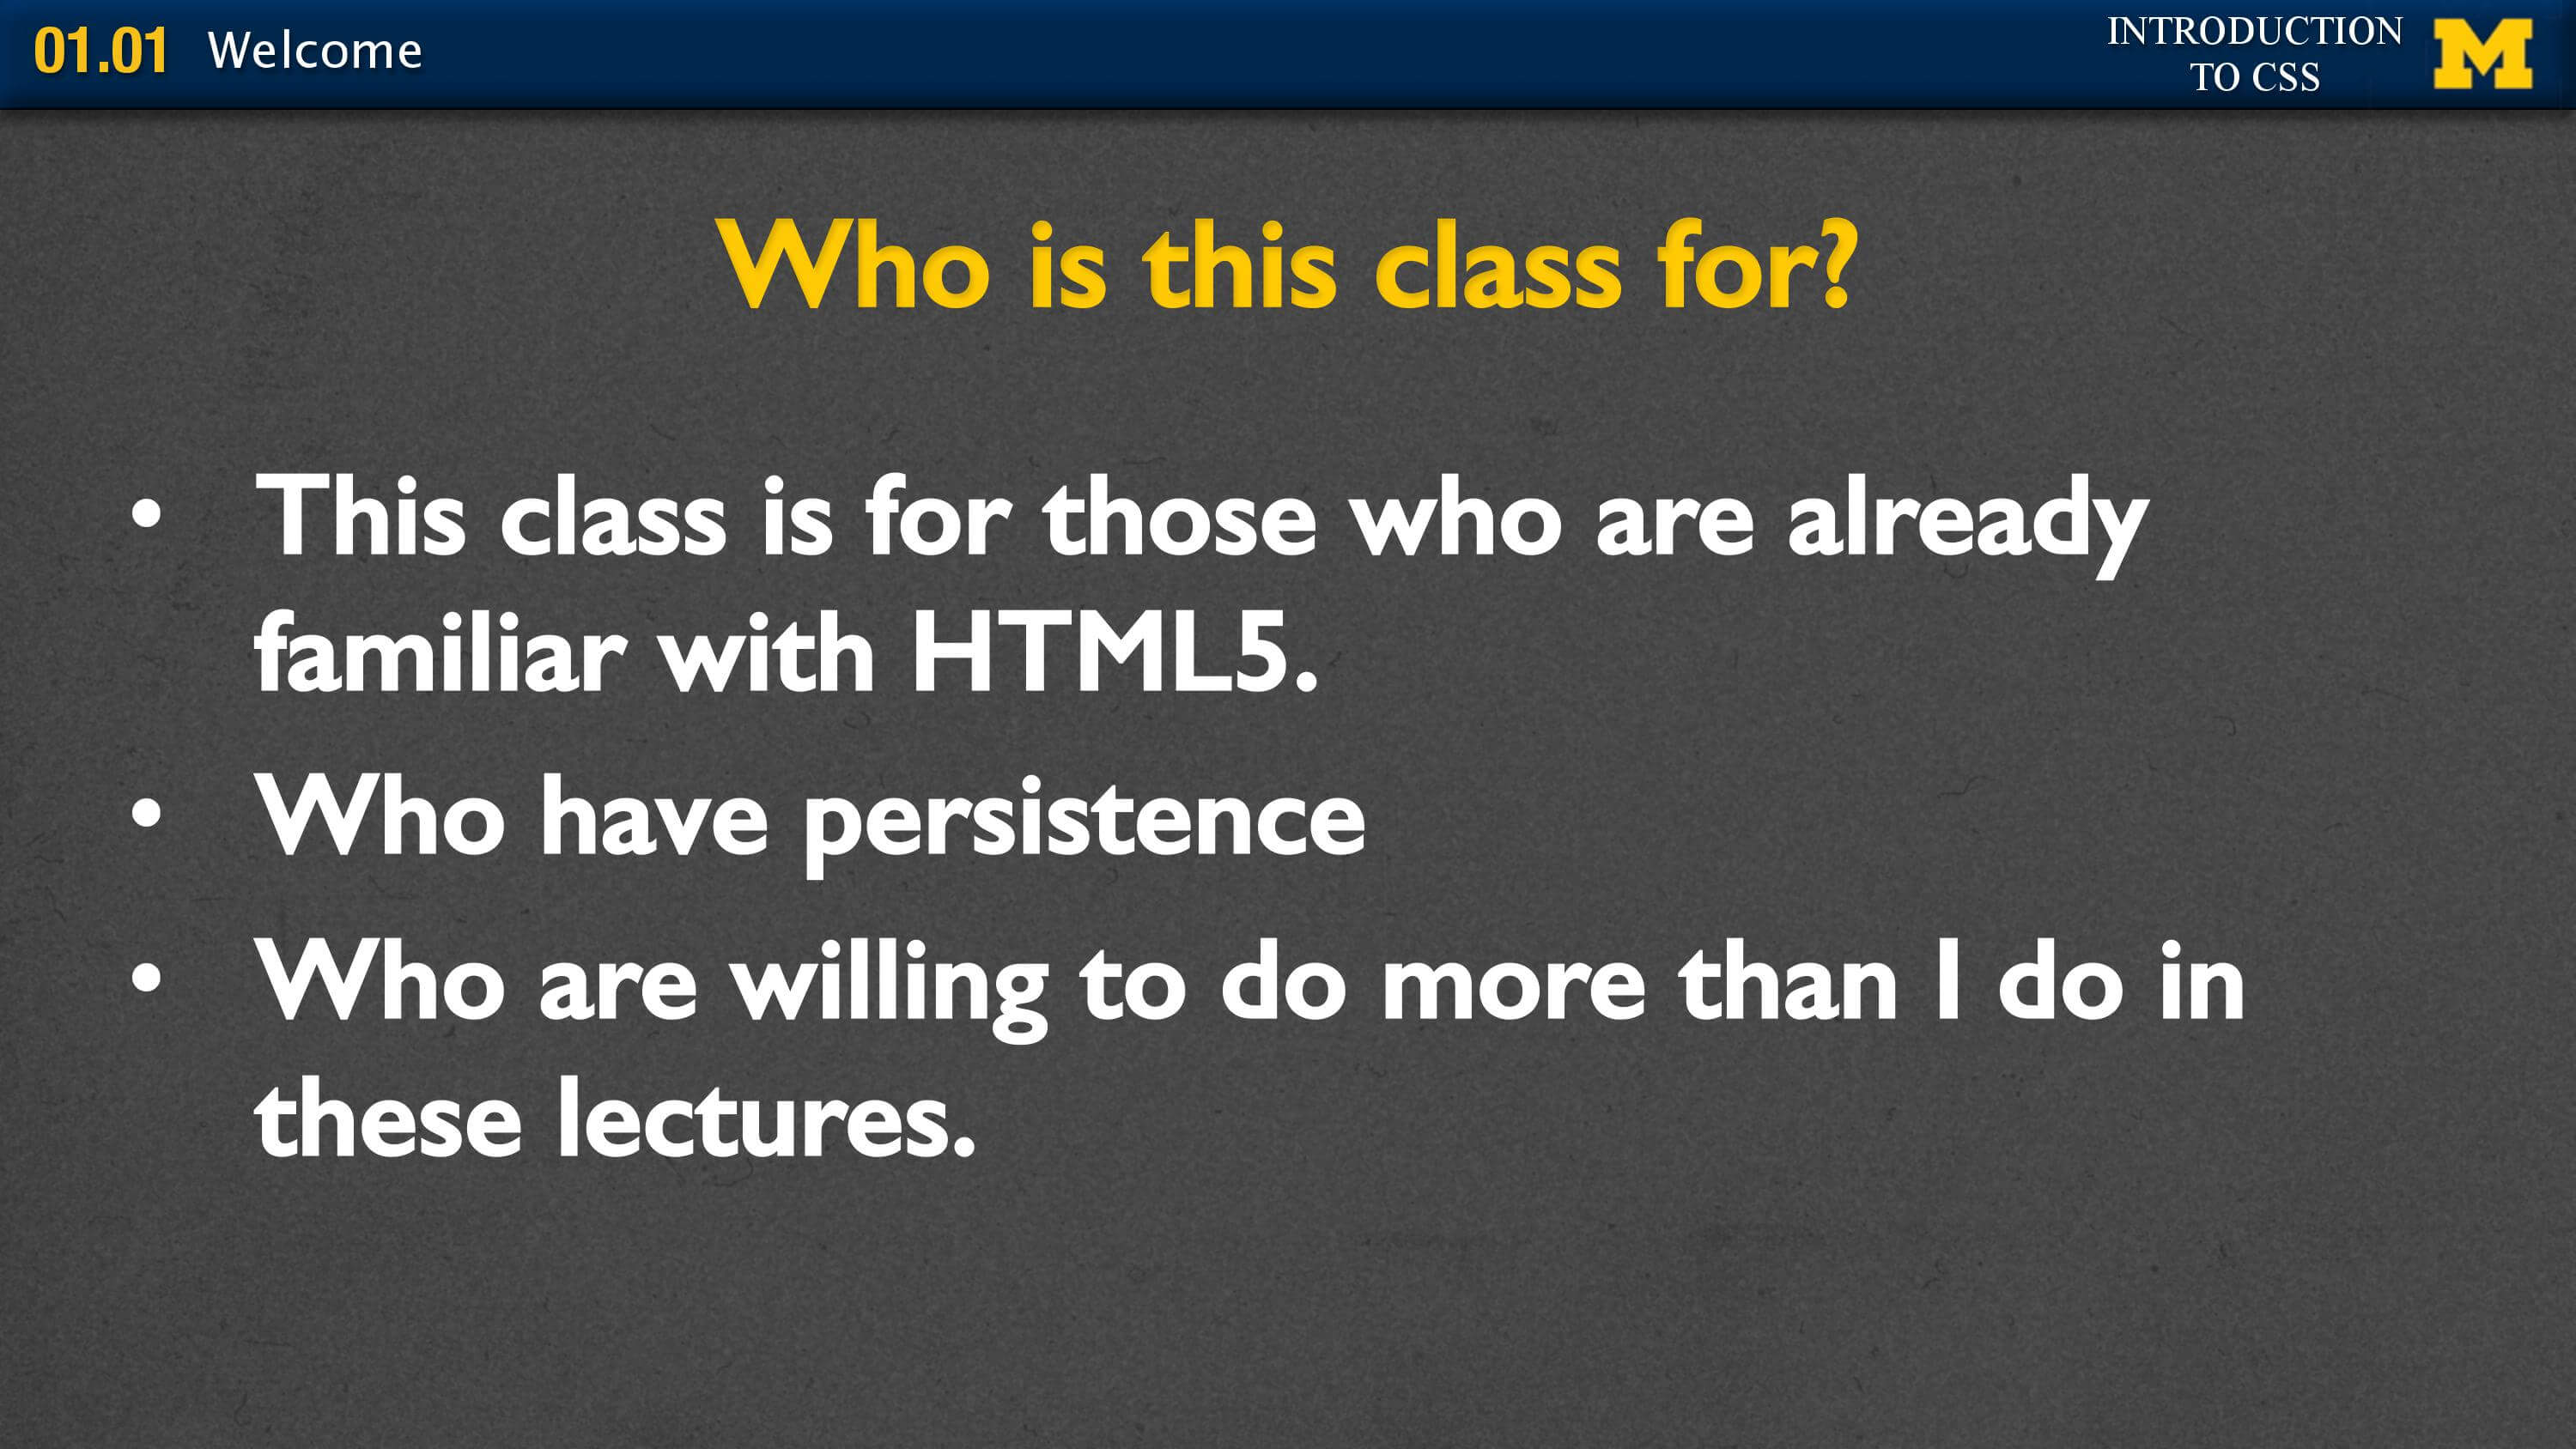 01.01 Welcome
INTRODUCTION
TO CSS
M
Who is this class for?
• This class is for those who are already
familiar with HTML5.
• Who have persistence
• Who are willing to do more than I do in
these lectures.